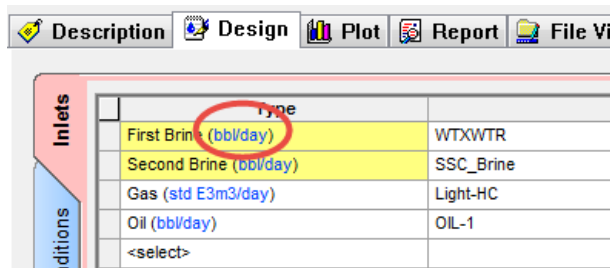 Description Design Plot Report File Vi
Inlets
Type
First Brine (bbl/day) WTXWTR
Second Brine (bbl/day) SSC_Brine
Gas (std E3m3/day) Light-HC
Oil (bbl/day) OIL-1
<select>
ditions